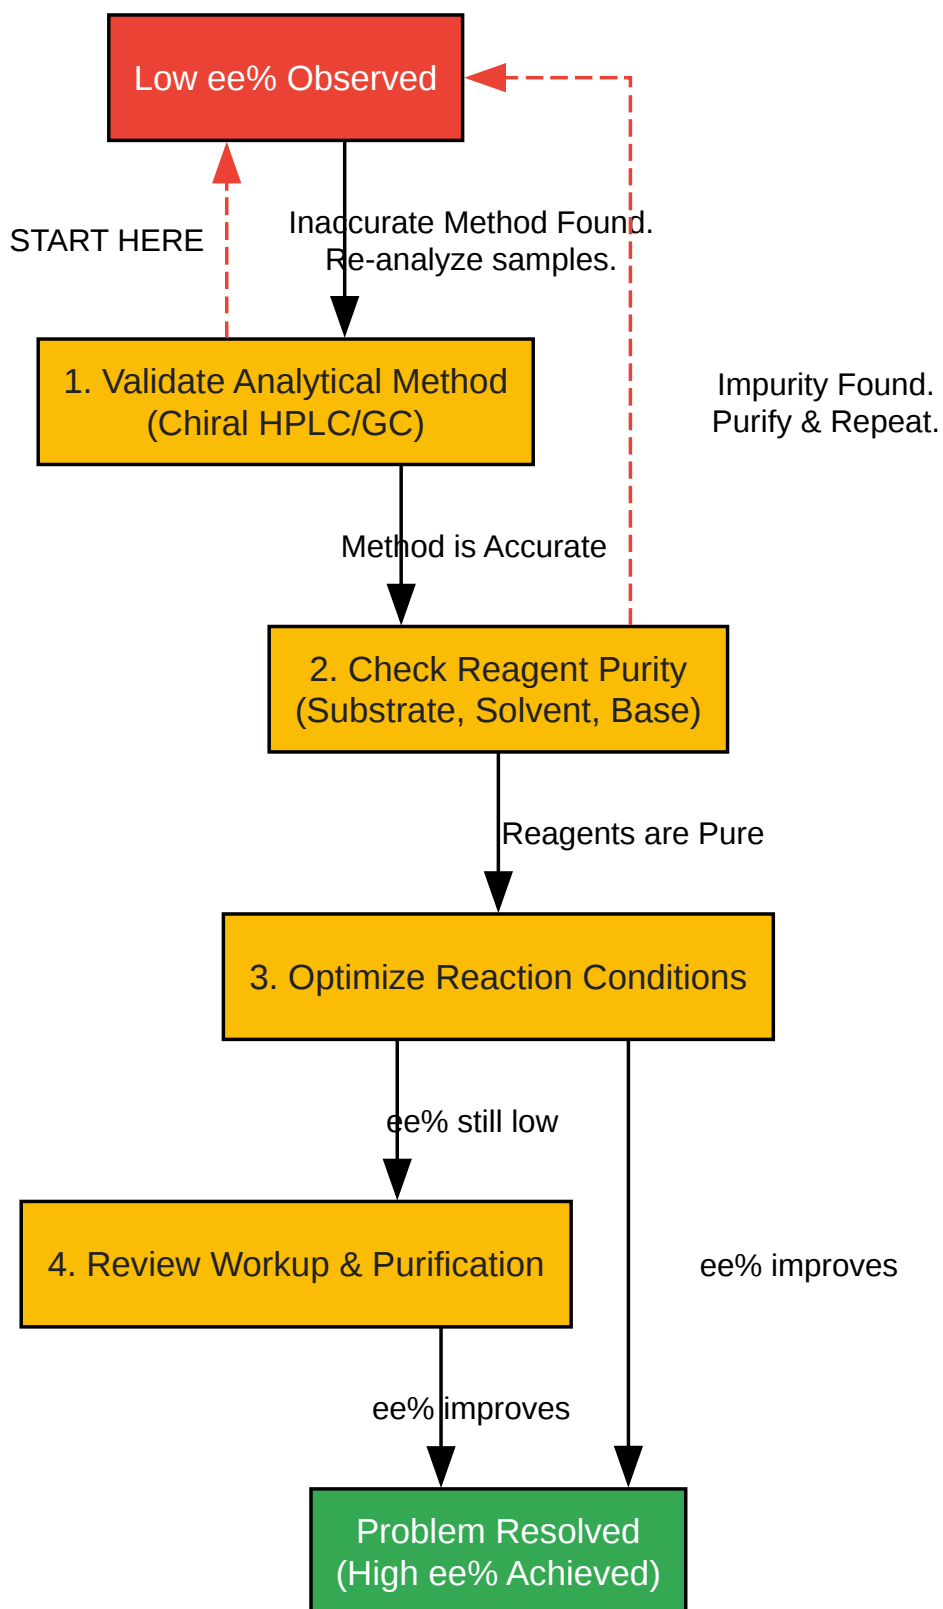 Low ee% Observed
START HERE
Inaccurate Method Found.
Re-analyze samples.
1. Validate Analytical Method
(Chiral HPLC/GC)
Impurity Found.
Purify & Repeat.
Method is Accurate
2. Check Reagent Purity
(Substrate, Solvent, Base)
Reagents are Pure
3. Optimize Reaction Conditions
ee% still low
4. Review Workup & Purification
ee% improves
ee% improves
Problem Resolved
(High ee% Achieved)